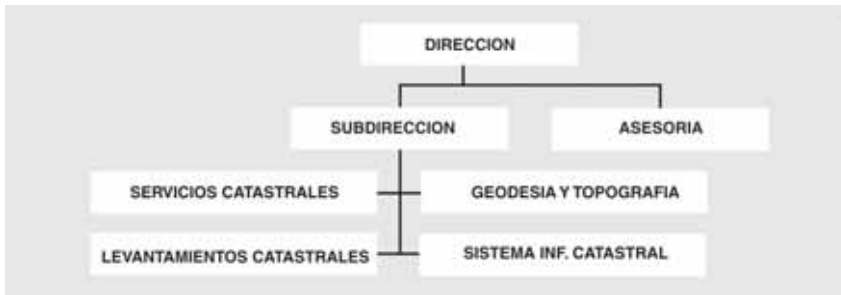 DIRECCION
SUBDIRECCION
ASESORIA
SERVICIOS CATASTRALES
GEODESIA Y TOPOGRAFIA
LEVANTAMIENTOS CATASTRALES
SISTEMA INF. CATASTRAL